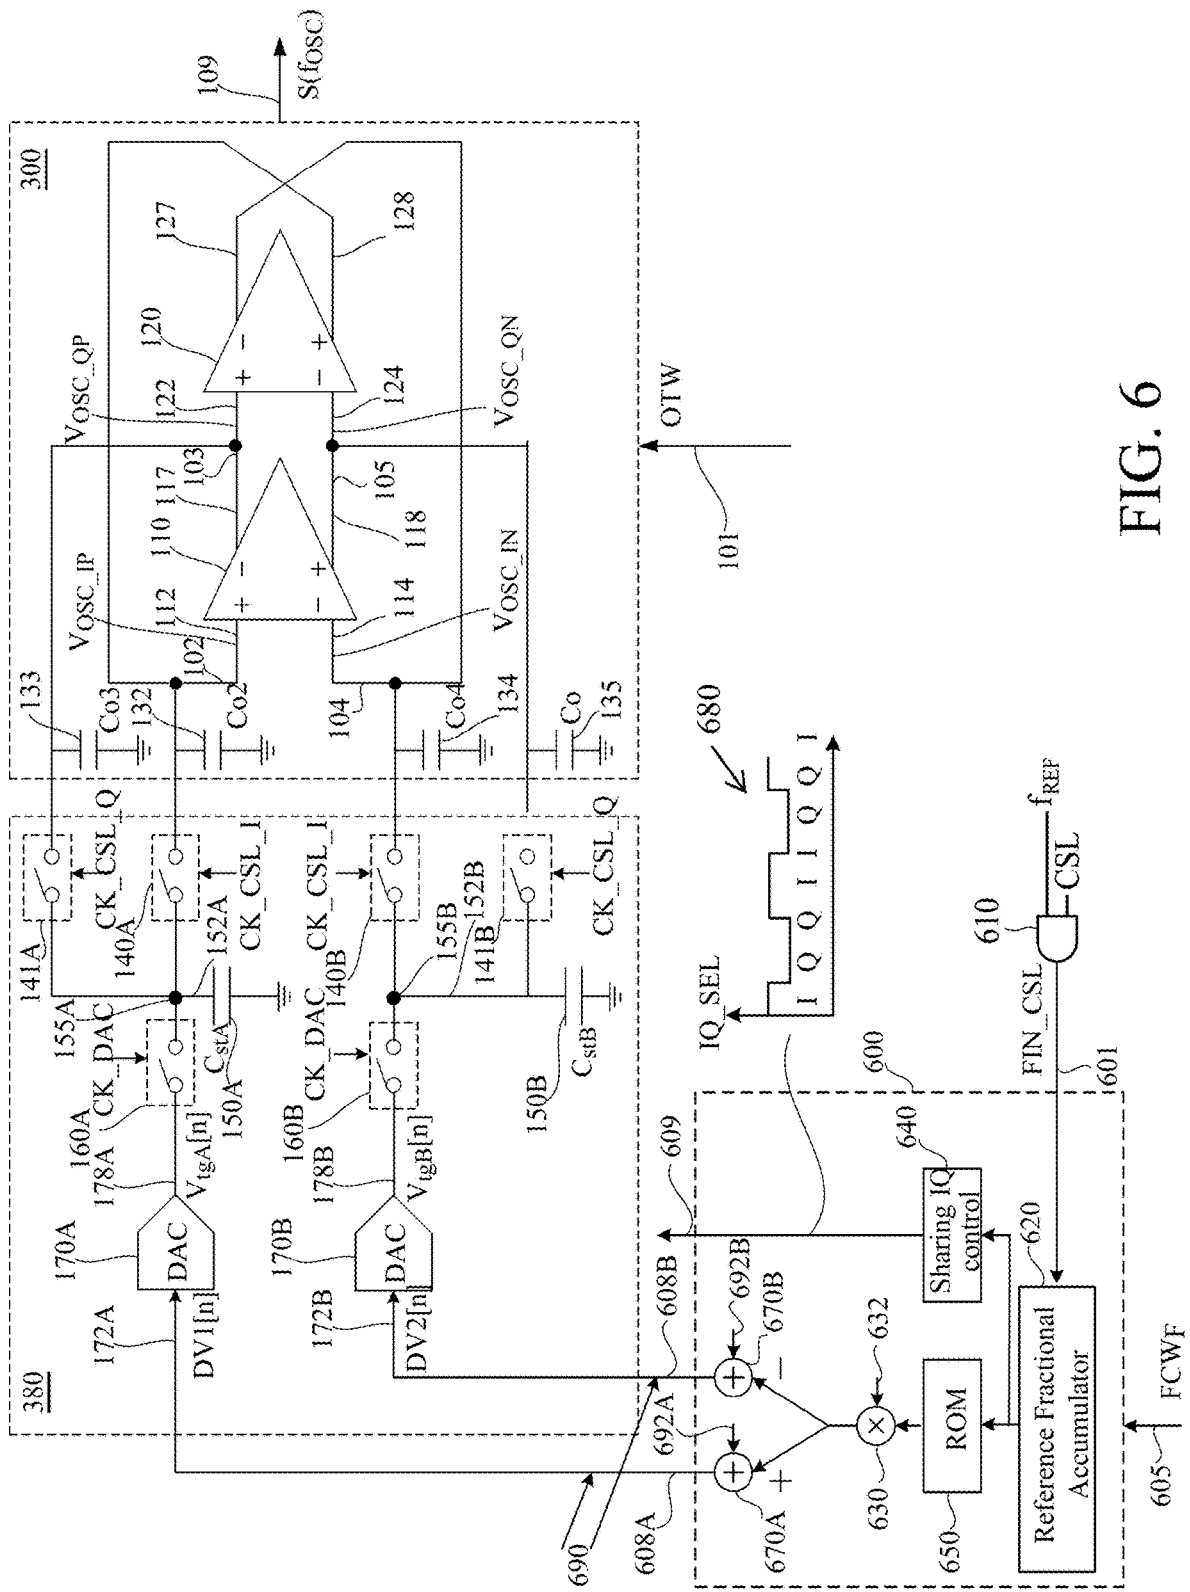 380
172A
DV1[n]
170A
DAC
178A
VtgA[n]
160A
CK_DAC
155A
CstA
150A
152A
141A
CK_CSL_Q
140A
CK_CSL_I
172B
DV2[n]
170B
DAC
178B
VtgB[n]
160B
CK_DAC
155B
152B
150B
CstB
140B
CK_CSL_I
141B
CK_CSL_Q
300
133
Co3
132
Co2
102
VOSC_IP
112
110
117
103
VOSC_QP
122
120
127
+
−
−
+
+
−
−
+
104
114
VOSC_IN
118
105
124
VOSC_QN
128
Co4
134
Co
135
109
S(fOSC)
OTW
101
690
608A
692A
608B
692B
670A
+
+
+
−
670B
609
630
×
632
650
ROM
Sharing IQ
control
640
600
Reference Fractional
Accumulator
620
605
FCWF
FIN_CSL
601
610
CSL
fREP
IQ_SEL
680
I Q Q I I Q Q I
FIG. 6